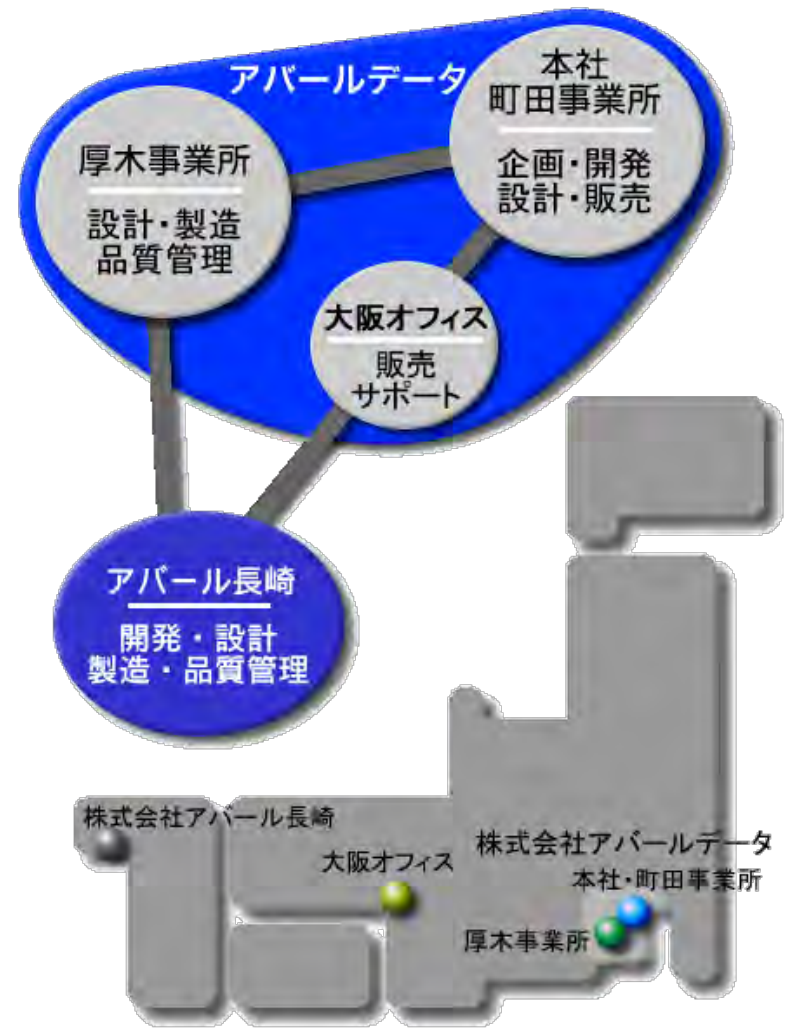 アバールデータ
本社
町田事業所
企画・開発
設計・販売
厚木事業所
設計・製造
品質管理
大阪オフィス
販売
サポート
アバール長崎
開発・設計
製造・品質管理
株式会社アバール長崎
大阪オフィス
株式会社アバールデータ
本社・町田事業所
厚木事業所